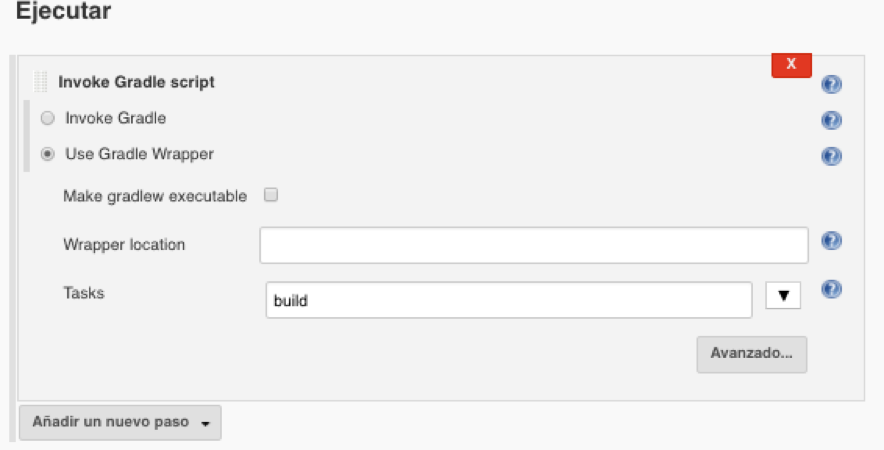 Ejecutar
X
Invoke Gradle script
Invoke Gradle
Use Gradle Wrapper
Make gradlew executable
Wrapper location
Tasks
build
Avanzado...
Añadir un nuevo paso